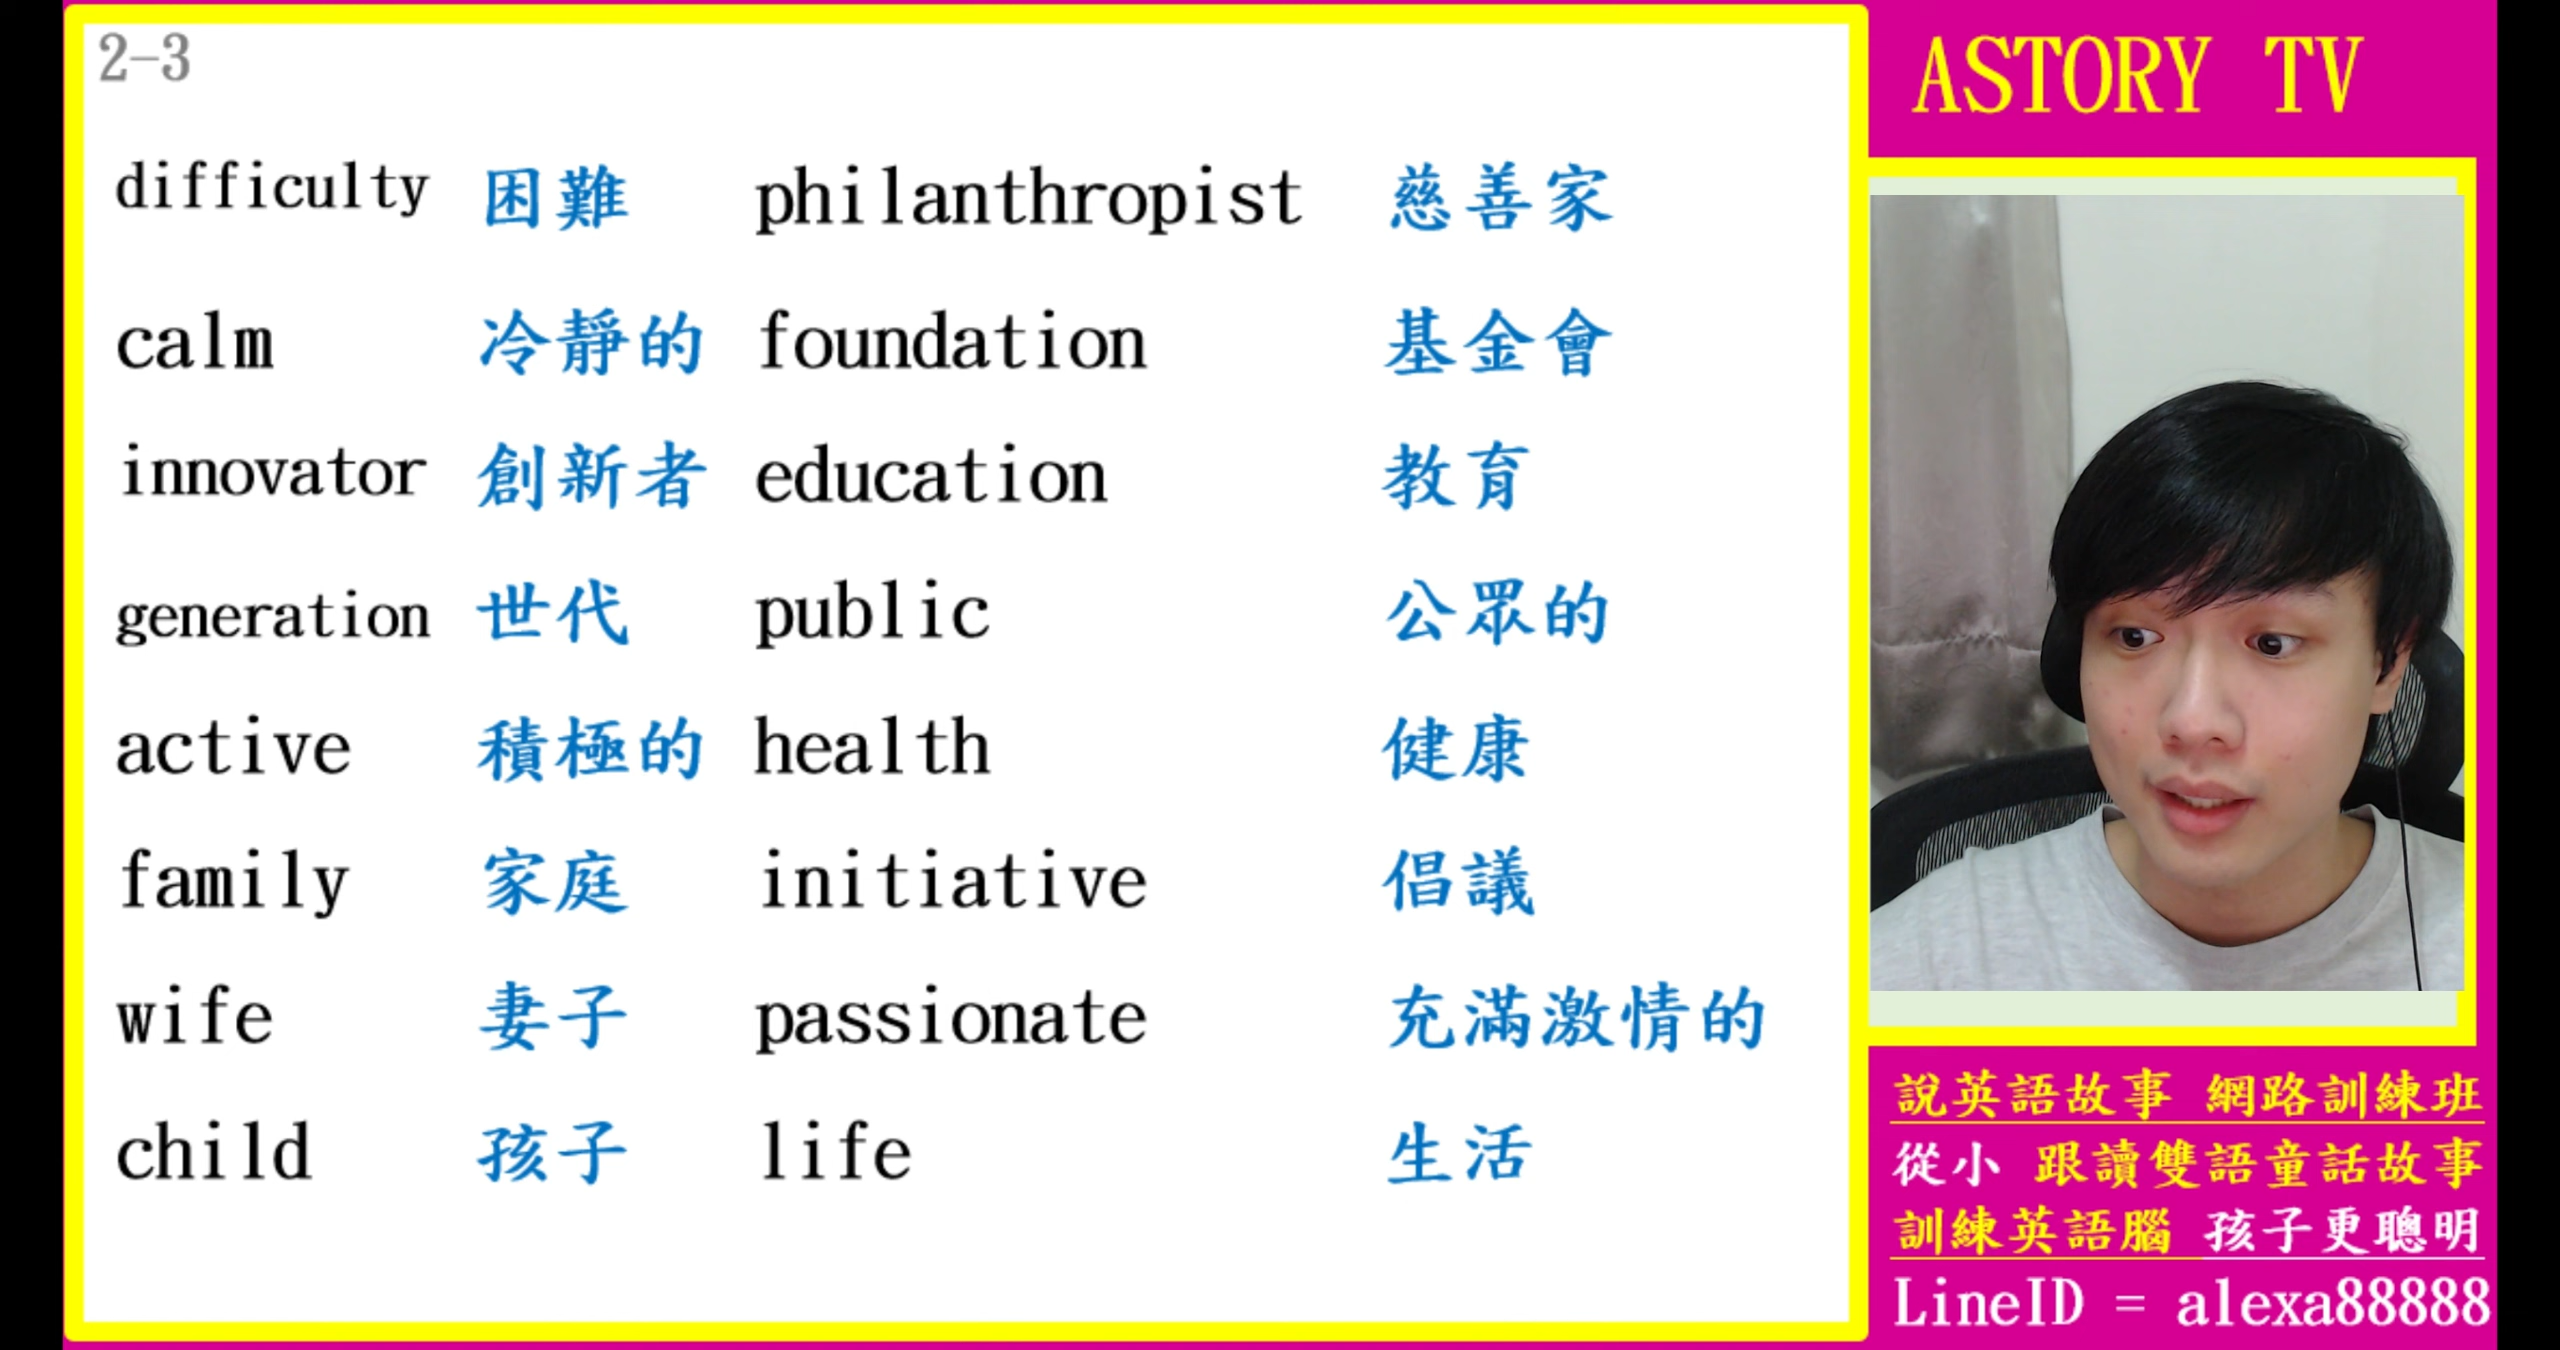 2-3
difficulty 困難 philanthropist 慈善家
calm 冷靜的 foundation 基金會
innovator 創新者 education 教育
generation 世代 public 公眾的
active 積極的 health 健康
family 家庭 initiative 倡議
wife 妻子 passionate 充滿激情的
child 孩子 life 生活
ASTORY TV
說英語故事 網路訓練班
從小 跟讀雙語童話故事
訓練英語腦 孩子更聰明
LineID = alexa88888